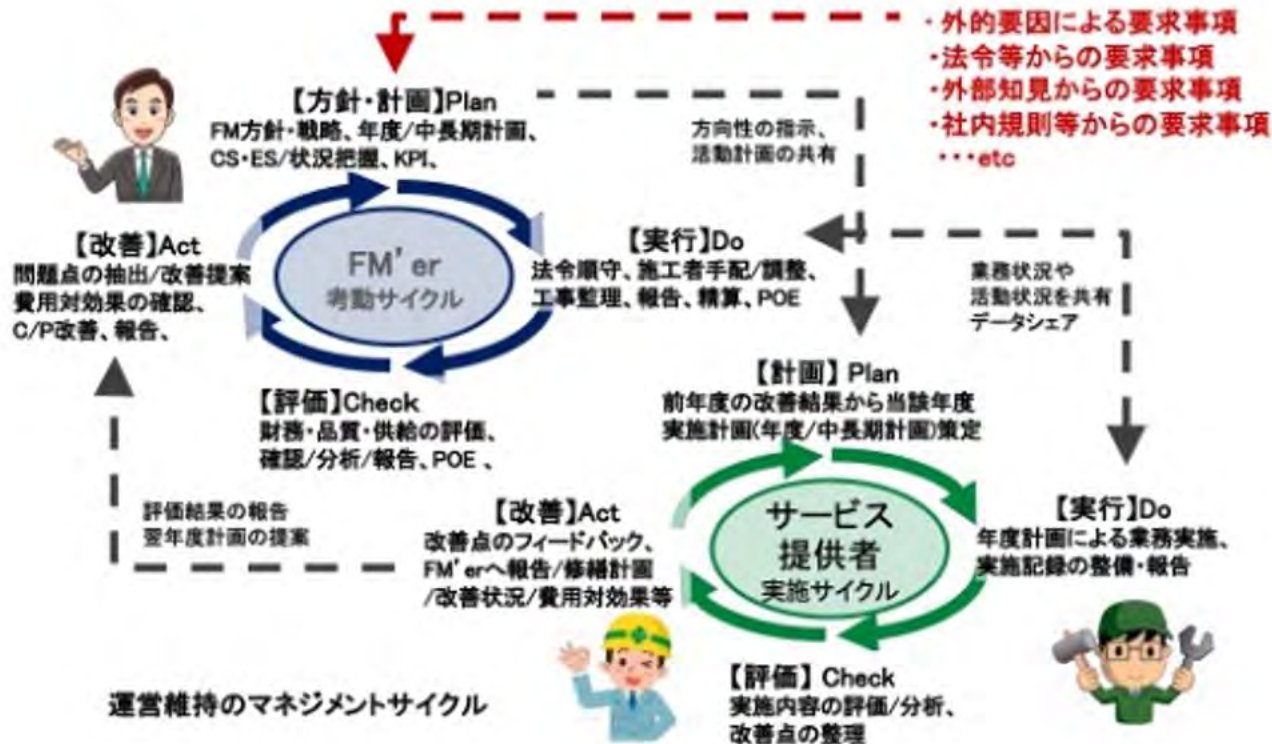 ・外的要因による要求事項
・法令等からの要求事項
・外部知見からの要求事項
・社内規則等からの要求事項
・・・etc
【方針・計画】Plan
FM方針・戦略、年度/中長期計画、
CS・ES/状況把握、KPI、
方向性の指示、
活動計画の共有
【改善】Act
問題点の抽出/改善提案
費用対効果の確認、
C/P改善、報告、
FM'er
考動サイクル
【実行】Do
法令順守、施工者手配/調整、
工事監理、報告、精算、POE
業務状況や
活動状況を共有
データシェア
【評価】Check
財務・品質・供給の評価、
確認/分析/報告、POE 、
【計画】 Plan
前年度の改善結果から当該年度
実施計画(年度/中長期計画)策定
評価結果の報告
翌年度計画の提案
【改善】Act
改善点のフィードバック、
FM'erへ報告/修繕計画
/改善状況/費用対効果等
サービス
提供者
実施サイクル
【実行】Do
年度計画による業務実施、
実施記録の整備・報告
【評価】 Check
実施内容の評価/分析、
改善点の整理
運営維持のマネジメントサイクル